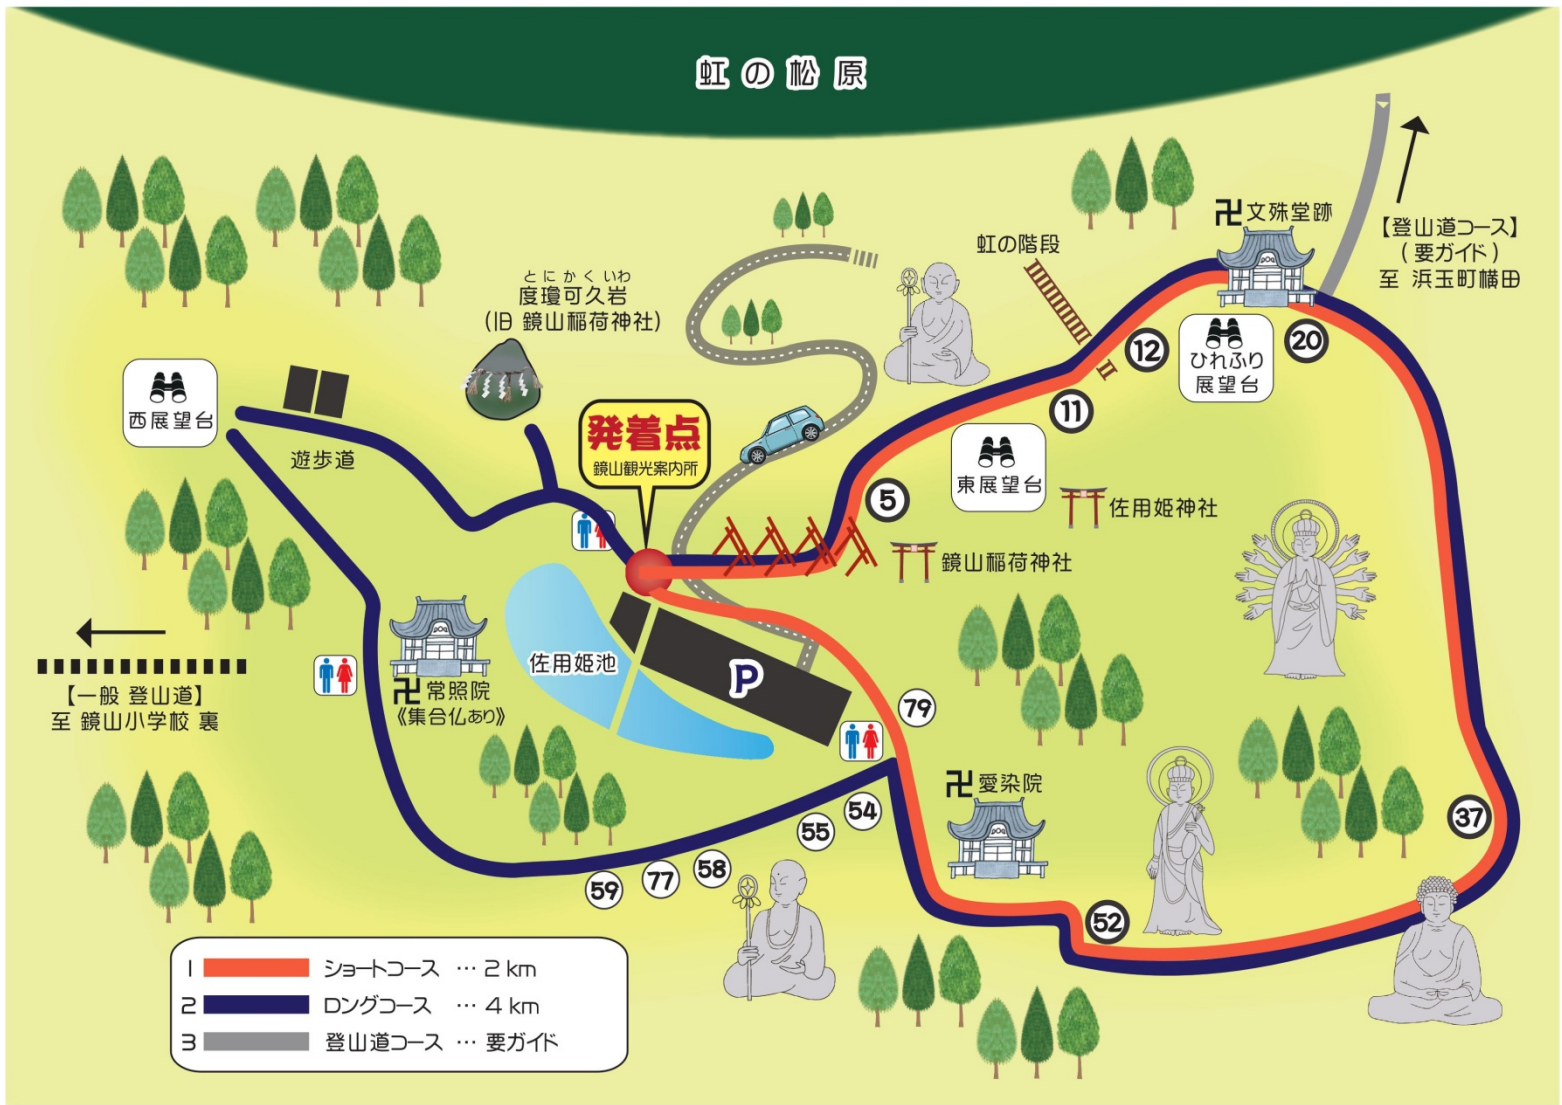 虹の松原
卍文殊堂跡
【登山道コース】
(要ガイド)
至 浜玉町横田
虹の階段
とにかくいわ
度瓊可久岩
(旧 鏡山稲荷神社)
12
20
ひれふり
展望台
西展望台
11
発着点
鏡山観光案内所
遊歩道
東展望台
5
佐用姫神社
鏡山稲荷神社
佐用姫池
P
【一般 登山道】
至 鏡山小学校 裏
卍常照院
《集合仏あり》
79
卍愛染院
54
55
37
58
77
59
52
1 ショートコース … 2 km
2 ロングコース … 4 km
3 登山道コース … 要ガイド